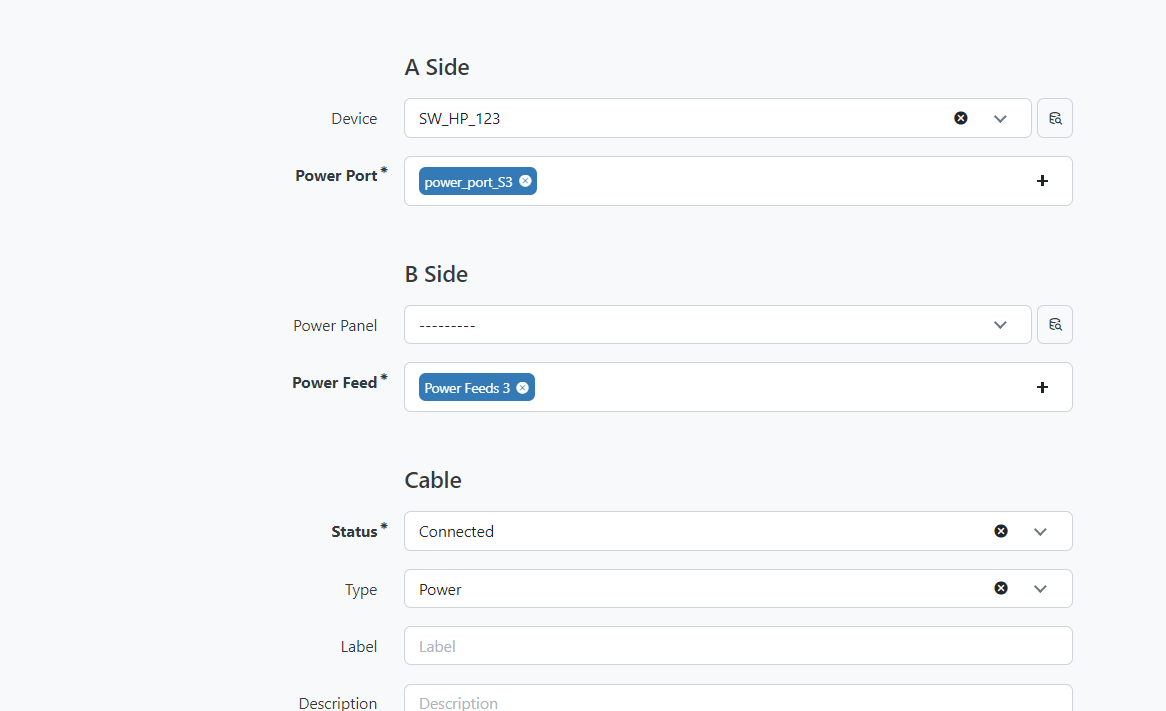 A Side
Device SW_HP_123
Power Port* power_port_S3
B Side
Power Panel ---------
Power Feed* Power Feeds 3
Cable
Status* Connected
Type Power
Label Label
Description Description